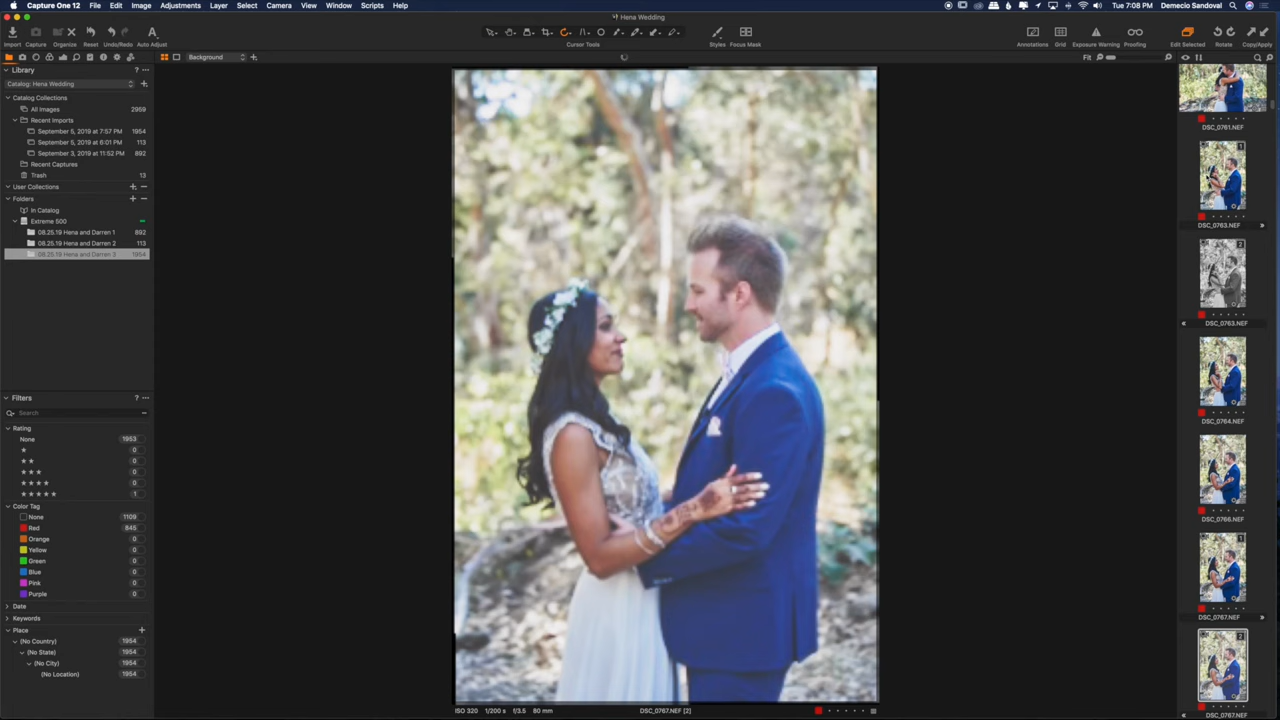 Capture One 12 File Edit Image Adjustments Layer Select Camera View Window Scripts Help Tue 7:08 PM Demecio Sandoval
Hena Wedding
Import Capture Organize Reset Undo/Redo Auto Adjust Cursor Tools Styles Focus Mask Annotations Grid Exposure Warning Proofing Edit Selected Rotate Copy/Apply
Background Fit
Library ? ...
Catalog: Hena Wedding
Catalog Collections
All Images 2959
Recent Imports
September 5, 2019 at 7:57 PM 1954
September 5, 2019 at 6:01 PM 113
September 3, 2019 at 11:52 PM 892
Recent Captures
Trash 13
User Collections
Folders
In Catalog
Extreme 500
08.25.19 Hena and Darren 1 892
08.25.19 Hena and Darren 2 113
08.25.19 Hena and Darren 3 1954
Filters ? ...
Search
Rating
None 1953
★ 0
★★ 0
★★★ 0
★★★★ 0
★★★★★ 1
Color Tag
None 1109
Red 845
Orange 0
Yellow 0
Green 0
Blue 0
Pink 0
Purple 0
Date
Keywords
Place
(No Country) 1954
(No State) 1954
(No City) 1954
(No Location) 1954
ISO 320 1/200 s f/3.5 80 mm DSC_0767.NEF [2]
DSC_0761.NEF
1
DSC_0763.NEF
2
DSC_0763.NEF
DSC_0764.NEF
DSC_0766.NEF
1
DSC_0767.NEF
2
DSC_0767.NEF